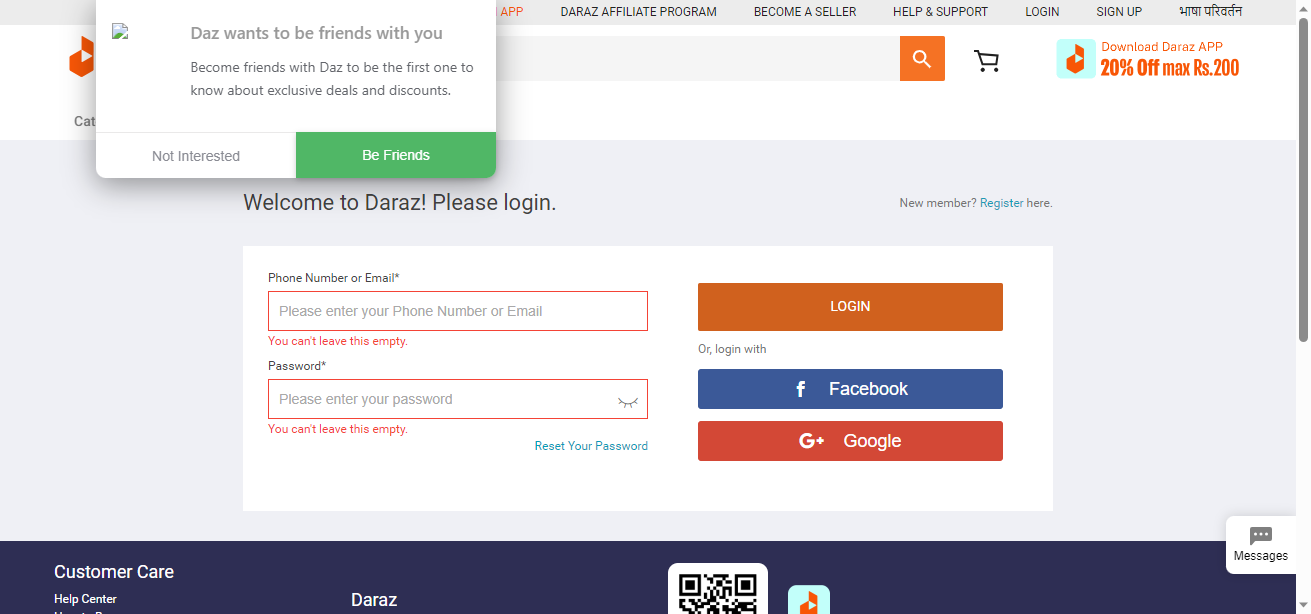 APP
DARAZ AFFILIATE PROGRAM
BECOME A SELLER
HELP & SUPPORT
LOGIN
SIGN UP
भाषा परिवर्तन
Daz wants to be friends with you
Become friends with Daz to be the first one to
know about exclusive deals and discounts.
Not Interested
Be Friends
Download Daraz APP
20% Off max Rs.200
Cat
Welcome to Daraz! Please login.
New member? Register here.
Phone Number or Email*
Please enter your Phone Number or Email
You can't leave this empty.
Password*
Please enter your password
You can't leave this empty.
Reset Your Password
LOGIN
Or, login with
Facebook
G+ Google
Messages
Customer Care
Help Center
Daraz